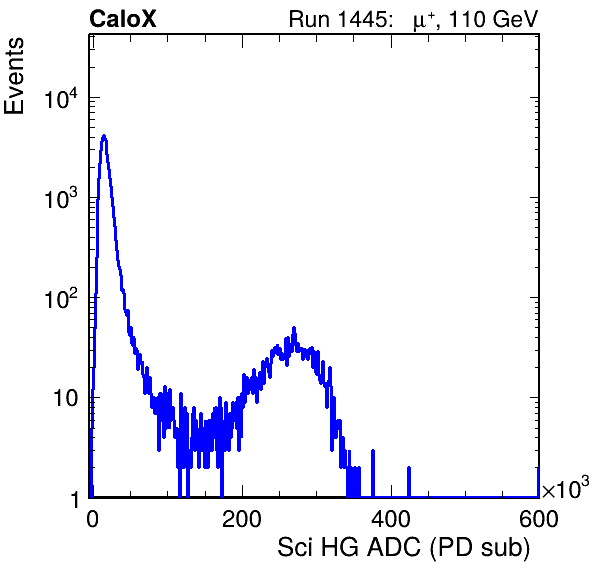 CaloX Run 1445: μ⁺, 110 GeV
Events
10⁴
10³
10²
10
1
0 200 400 600
×10³
Sci HG ADC (PD sub)